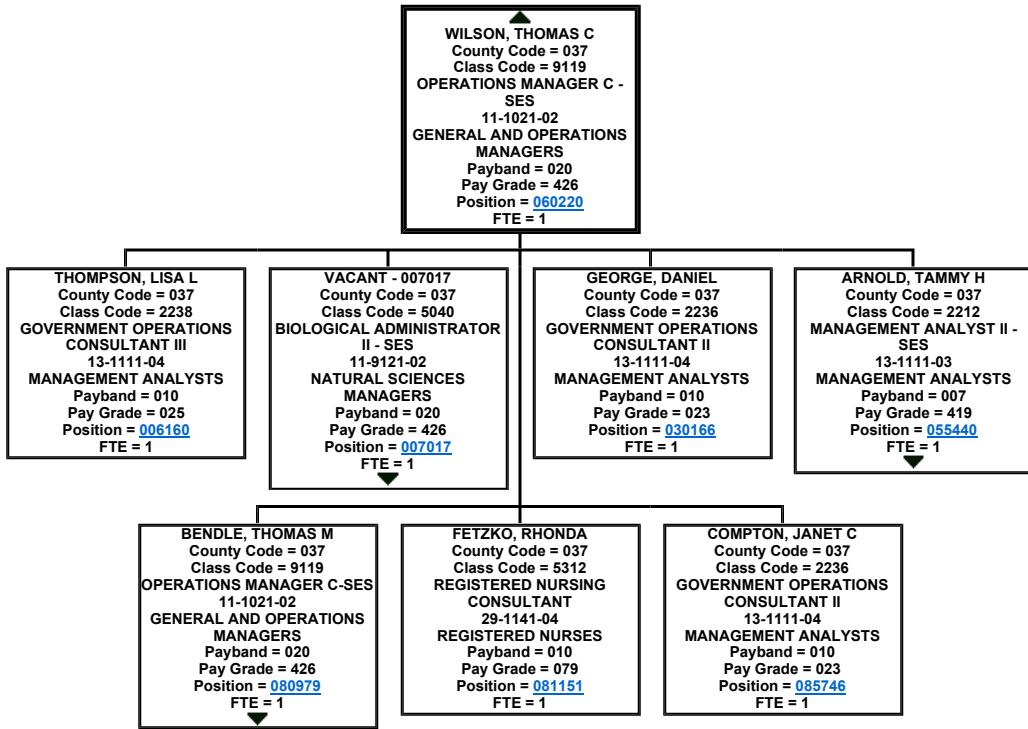 WILSON, THOMAS C
County Code = 037
Class Code = 9119
OPERATIONS MANAGER C -
SES
11-1021-02
GENERAL AND OPERATIONS
MANAGERS
Payband = 020
Pay Grade = 426
Position = 060220
FTE = 1
THOMPSON, LISA L
County Code = 037
Class Code = 2238
GOVERNMENT OPERATIONS
CONSULTANT III
13-1111-04
MANAGEMENT ANALYSTS
Payband = 010
Pay Grade = 025
Position = 006160
FTE = 1
VACANT - 007017
County Code = 037
Class Code = 5040
BIOLOGICAL ADMINISTRATOR
II - SES
11-9121-02
NATURAL SCIENCES
MANAGERS
Payband = 020
Pay Grade = 426
Position = 007017
FTE = 1
GEORGE, DANIEL
County Code = 037
Class Code = 2236
GOVERNMENT OPERATIONS
CONSULTANT II
13-1111-04
MANAGEMENT ANALYSTS
Payband = 010
Pay Grade = 023
Position = 030166
FTE = 1
ARNOLD, TAMMY H
County Code = 037
Class Code = 2212
MANAGEMENT ANALYST II -
SES
13-1111-03
MANAGEMENT ANALYSTS
Payband = 007
Pay Grade = 419
Position = 055440
FTE = 1
BENDLE, THOMAS M
County Code = 037
Class Code = 9119
OPERATIONS MANAGER C-SES
11-1021-02
GENERAL AND OPERATIONS
MANAGERS
Payband = 020
Pay Grade = 426
Position = 080979
FTE = 1
FETZKO, RHONDA
County Code = 037
Class Code = 5312
REGISTERED NURSING
CONSULTANT
29-1141-04
REGISTERED NURSES
Payband = 010
Pay Grade = 079
Position = 081151
FTE = 1
COMPTON, JANET C
County Code = 037
Class Code = 2236
GOVERNMENT OPERATIONS
CONSULTANT II
13-1111-04
MANAGEMENT ANALYSTS
Payband = 010
Pay Grade = 023
Position = 085746
FTE = 1